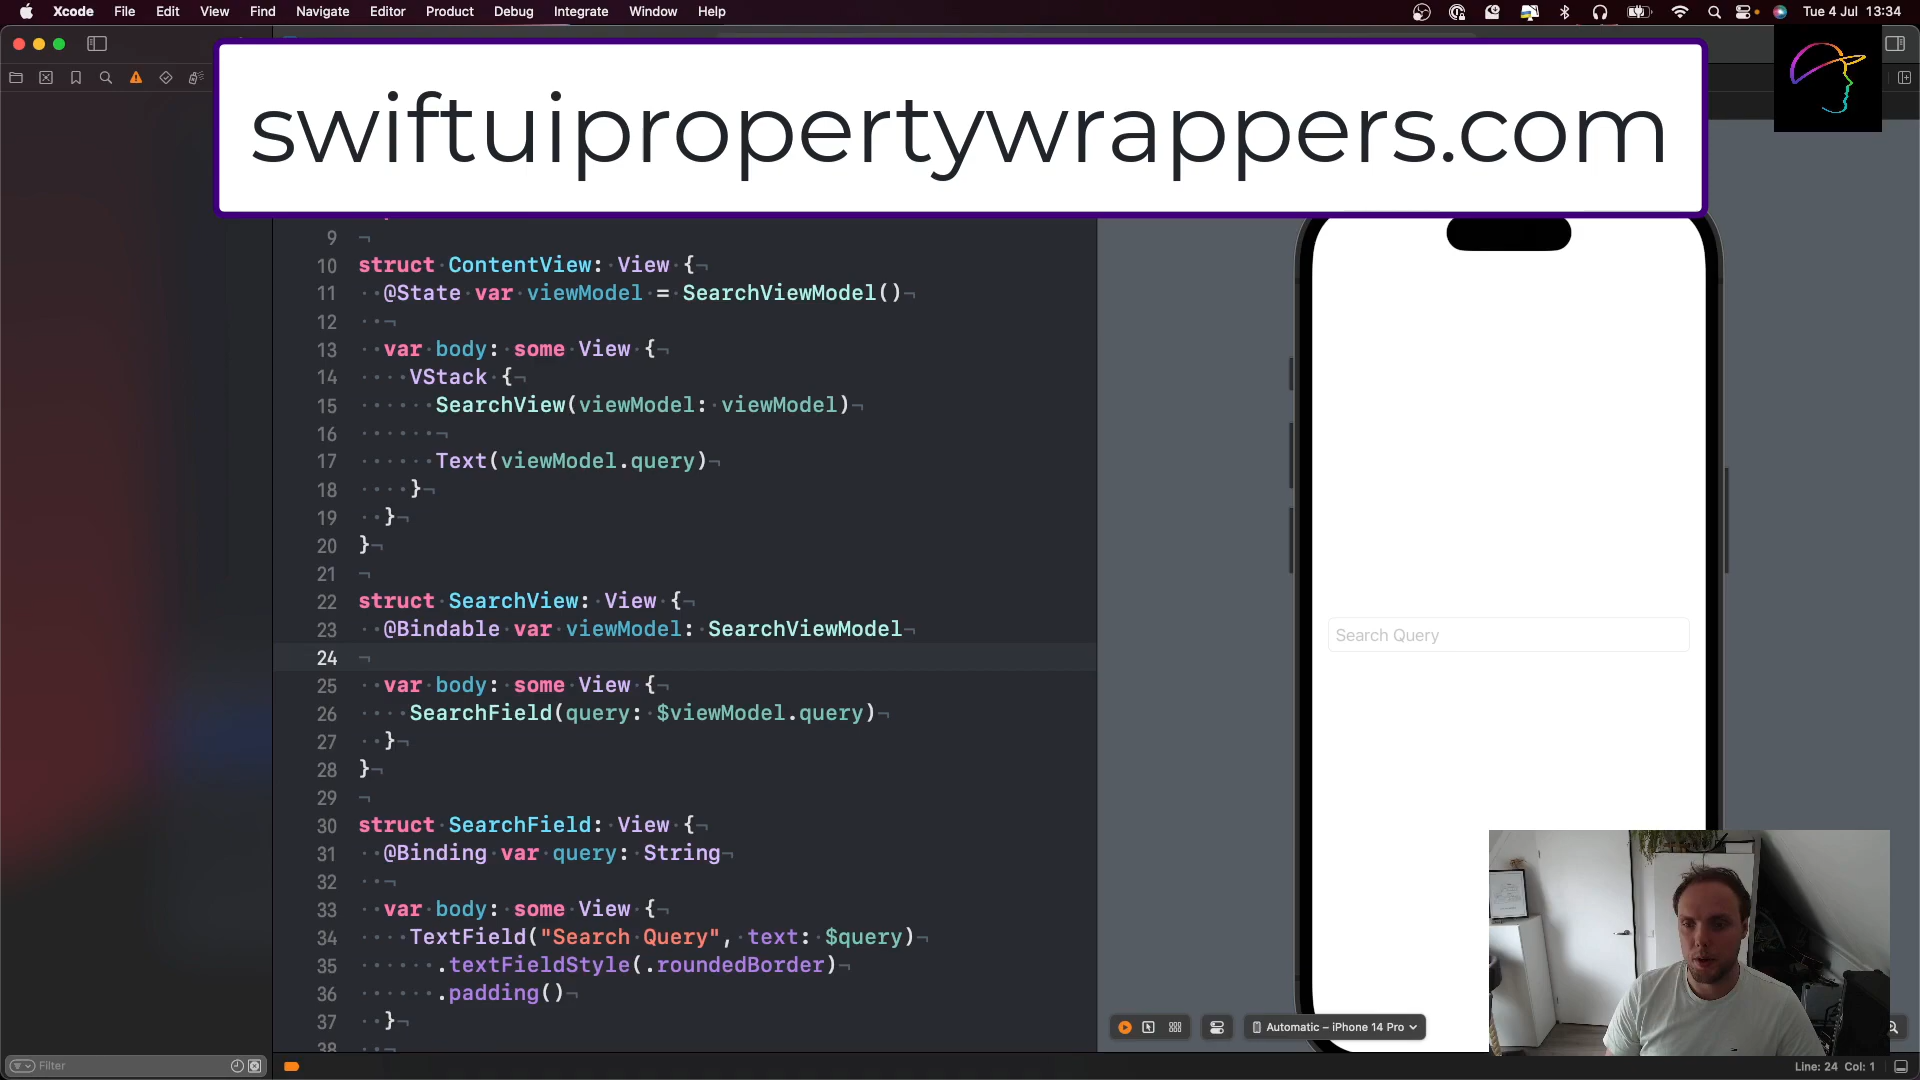 Xcode File Edit View Find Navigate Editor Product Debug Integrate Window Help Tue 4 Jul 13:34
swiftuipropertywrappers.com
9
10 struct ContentView: View {
11 @State var viewModel = SearchViewModel()
12
13 var body: some View {
14 VStack {
15 SearchView(viewModel: viewModel)
16
17 Text(viewModel.query)
18 }
19 }
20 }
21
22 struct SearchView: View {
23 @Bindable var viewModel: SearchViewModel
24
25 var body: some View {
26 SearchField(query: $viewModel.query)
27 }
28 }
29
30 struct SearchField: View {
31 @Binding var query: String
32
33 var body: some View {
34 TextField("Search Query", text: $query)
35 .textFieldStyle(.roundedBorder)
36 .padding()
37 }
38
Search Query
Automatic – iPhone 14 Pro
Filter
Line: 24 Col: 1